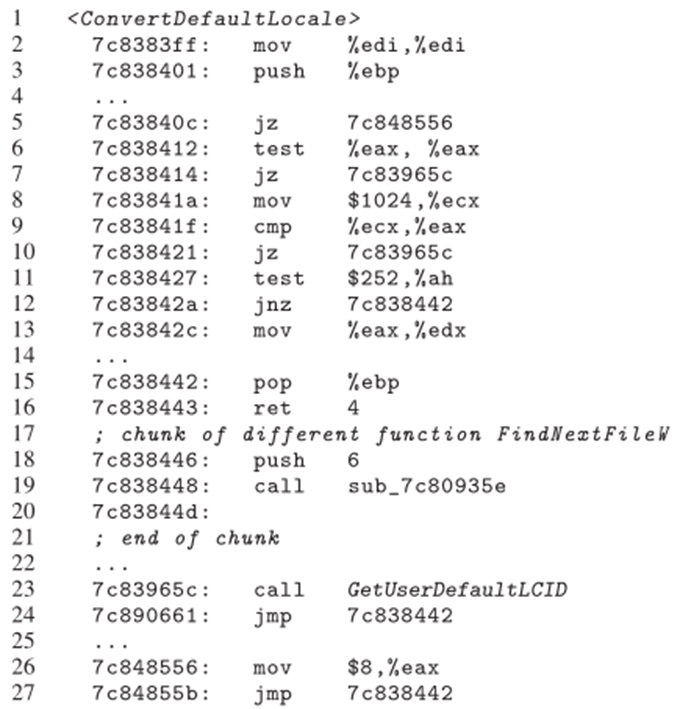 1 <ConvertDefaultLocale>
2 7c8383ff: mov %edi,%edi
3 7c838401: push %ebp
4 ...
5 7c83840c: jz 7c848556
6 7c838412: test %eax, %eax
7 7c838414: jz 7c83965c
8 7c83841a: mov $1024,%ecx
9 7c83841f: cmp %ecx,%eax
10 7c838421: jz 7c83965c
11 7c838427: test $252,%ah
12 7c83842a: jnz 7c838442
13 7c83842c: mov %eax,%edx
14 ...
15 7c838442: pop %ebp
16 7c838443: ret 4
17 ; chunk of different function FindNextFileW
18 7c838446: push 6
19 7c838448: call sub_7c80935e
20 7c83844d:
21 ; end of chunk
22 ...
23 7c83965c: call GetUserDefaultLCID
24 7c890661: jmp 7c838442
25 ...
26 7c848556: mov $8,%eax
27 7c84855b: jmp 7c838442